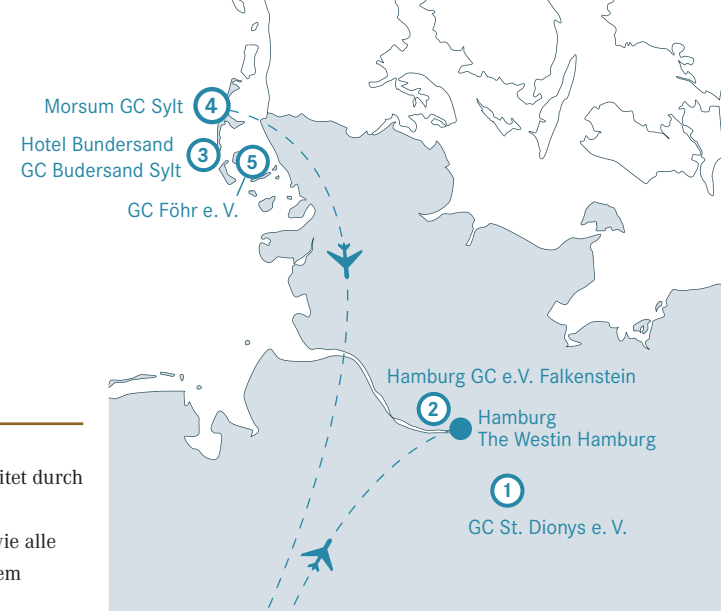 Morsum GC Sylt
4
Hotel Bundersand
GC Budersand Sylt
3
5
GC Föhr e. V.
Hamburg GC e.V. Falkenstein
2
Hamburg
The Westin Hamburg
1
GC St. Dionys e. V.
itet durch
wie alle
em